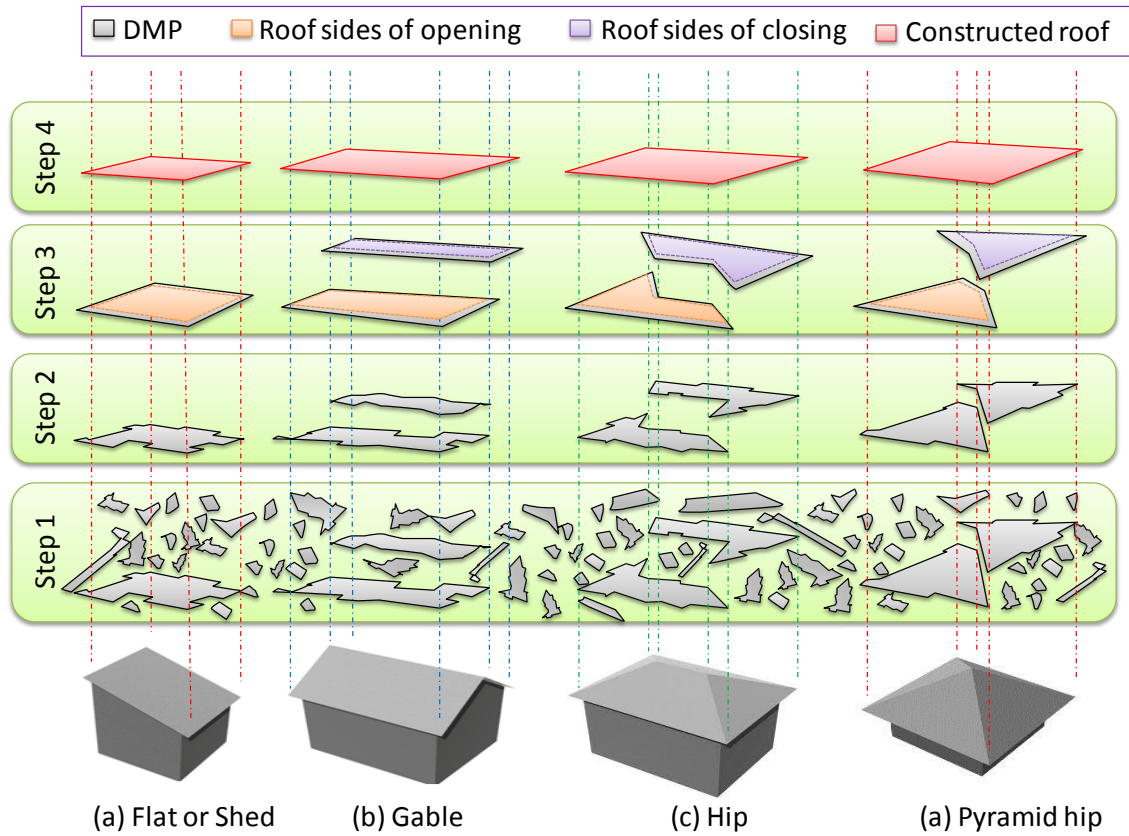 DMP
Roof sides of opening
Roof sides of closing
Constructed roof
Step 4
Step 3
Step 2
Step 1
(a) Flat or Shed
(b) Gable
(c) Hip
(a) Pyramid hip